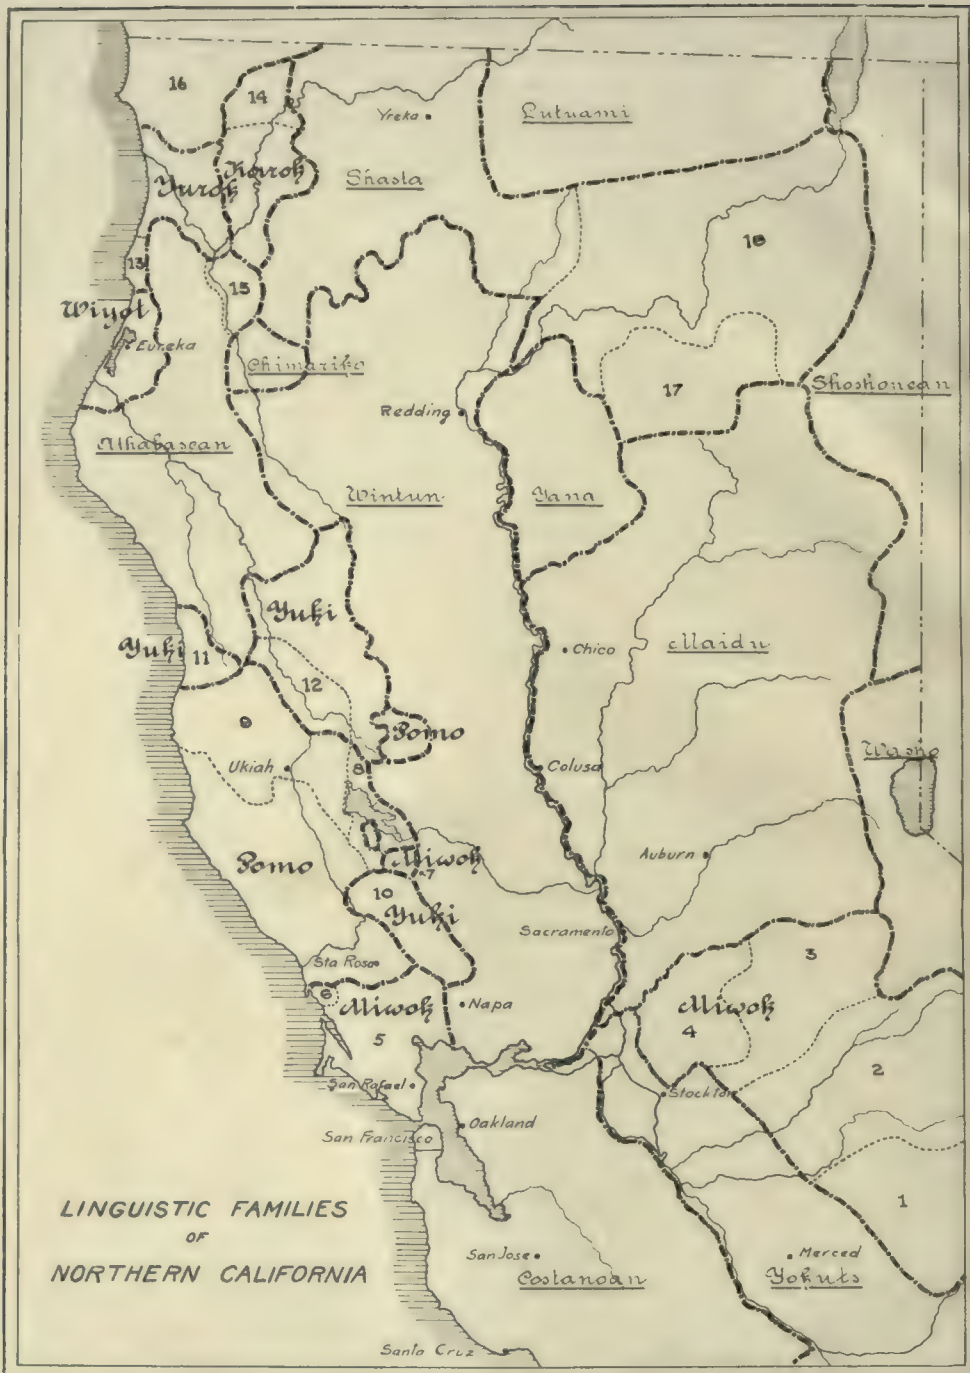 16
14
Yreka
Lutuami
Yurok
Karok
Shasta
18
13
15
Wiyot
Eureka
Chimariko
17
Shoshonean
Redding
Athabascan
Wintun
Yana
Yuki
Yuki
11
Chico
Maidu
12
9
Pomo
Washo
Ukiah
8
Colusa
Pomo
Miwok
7
Auburn
10
Yuki
Sacramento
3
Sta Rosa
6
Miwok
Napa
Miwok
4
5
2
San Rafael
Stockton
Oakland
San Francisco
1
LINGUISTIC FAMILIES
OF
NORTHERN CALIFORNIA
San Jose
Merced
Costanoan
Yokuts
Santa Cruz